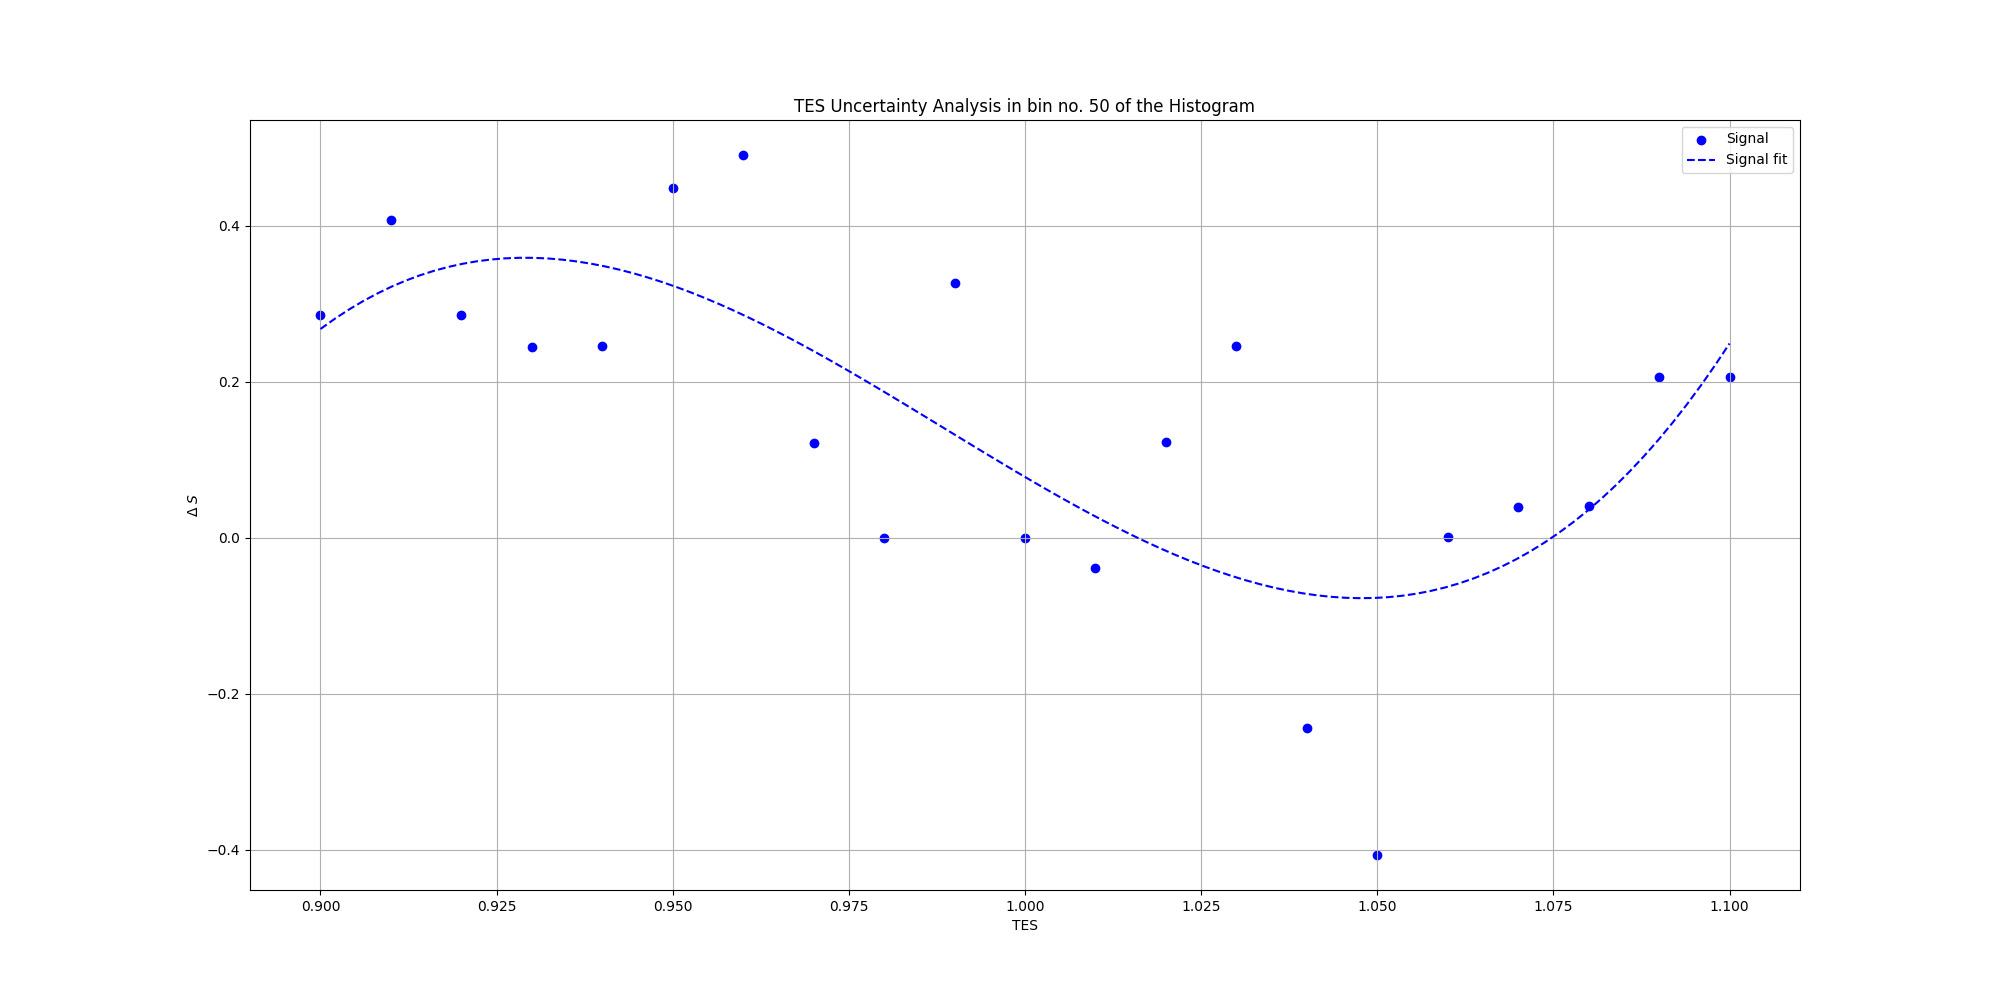 TES Uncertainty Analysis in bin no. 50 of the Histogram
Signal
Signal fit
0.4
0.2
0.0
−0.2
−0.4
Δ S
0.900 0.925 0.950 0.975 1.000 1.025 1.050 1.075 1.100
TES